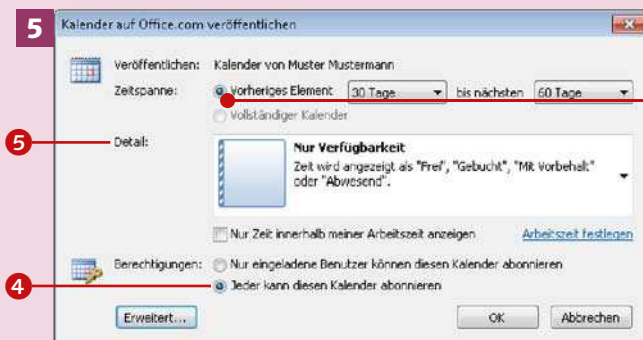 5
Kalender auf Office.com veröffentlichen
Veröffentlichen: Kalender von Muster Mustermann
Zeitspanne: Vorheriges Element 30 Tage bis nächsten 60 Tage
Vollständiger Kalender
5 Detail: Nur Verfügbarkeit
Zeit wird angezeigt als "Frei", "Gebucht", "Mit Vorbehalt"
oder "Abwesend".
Nur Zeit innerhalb meiner Arbeitszeit anzeigen Arbeitszeit festlegen
Berechtigungen: Nur eingeladene Benutzer können diesen Kalender abonnieren
4 Jeder kann diesen Kalender abonnieren
Erweitert... OK Abbrechen